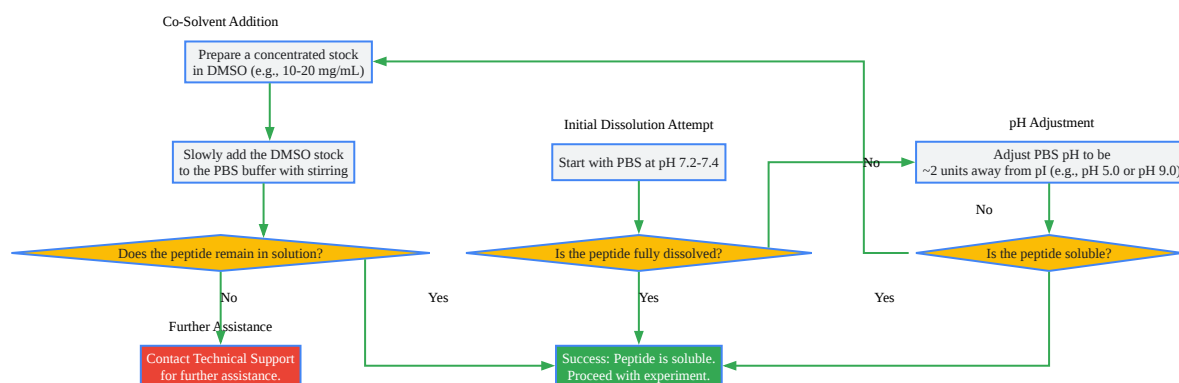 Co-Solvent Addition
Prepare a concentrated stock
in DMSO (e.g., 10-20 mg/mL)
Initial Dissolution Attempt
pH Adjustment
Slowly add the DMSO stock
to the PBS buffer with stirring
Start with PBS at pH 7.2-7.4
No
Adjust PBS pH to be
~2 units away from pI (e.g., pH 5.0 or pH 9.0)
No
Does the peptide remain in solution?
Is the peptide fully dissolved?
Is the peptide soluble?
No
Yes
Yes
Yes
Further Assistance
Contact Technical Support
for further assistance.
Success: Peptide is soluble.
Proceed with experiment.